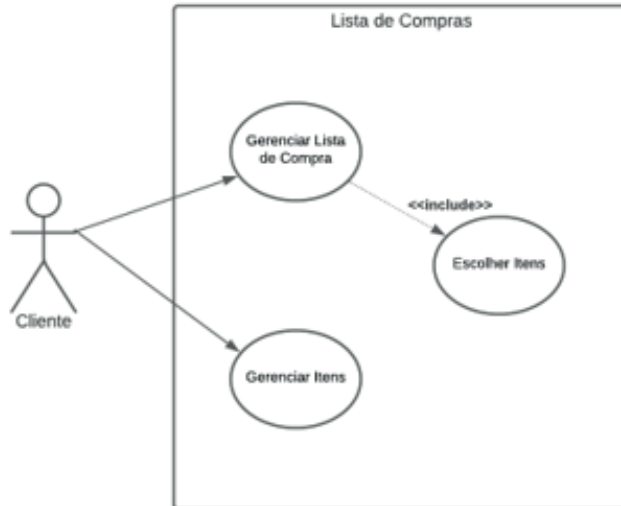 Lista de Compras
Gerenciar Lista
de Compra
<<include>>
Escolher Itens
Cliente
Gerenciar Itens